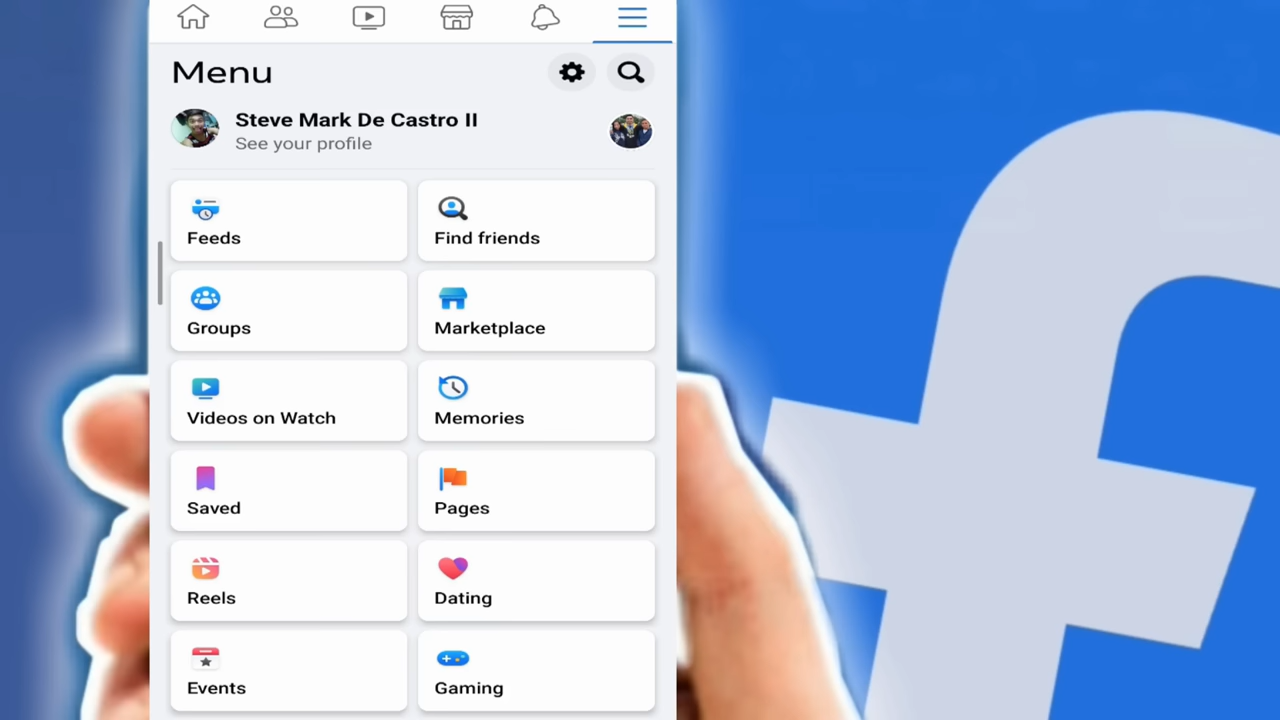 Menu
Steve Mark De Castro II
See your profile
Feeds
Find friends
Groups
Marketplace
Videos on Watch
Memories
Saved
Pages
Reels
Dating
Events
Gaming